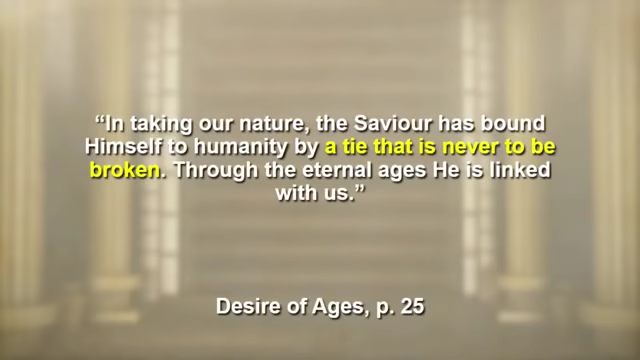 “In taking our nature, the Saviour has bound
Himself to humanity by a tie that is never to be
broken. Through the eternal ages He is linked
with us.”
Desire of Ages, p. 25